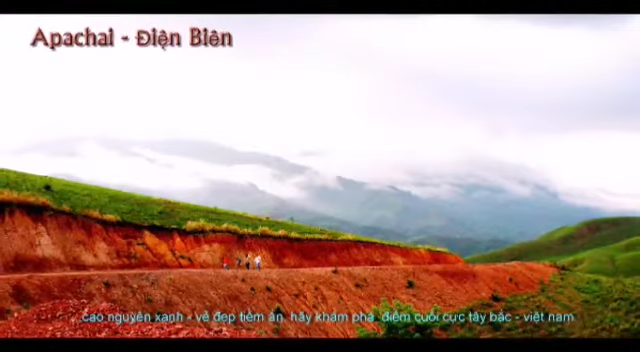 Apachai - Điện Biên
...cao nguyên xanh - vẻ đẹp tiềm ẩn. hãy khám phá điểm cuối cực tây bắc - việt nam